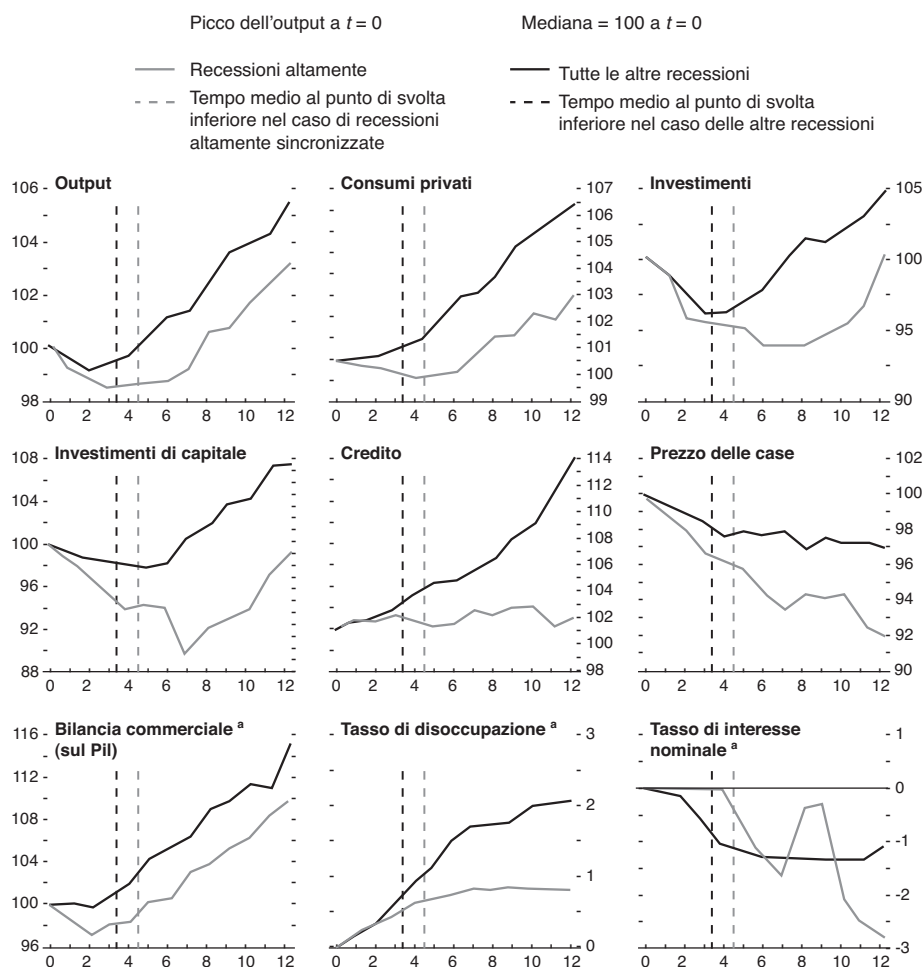 Picco dell'output a t = 0
Mediana = 100 a t = 0
Recessioni altamente
Tempo medio al punto di svolta
inferiore nel caso di recessioni
altamente sincronizzate
Tutte le altre recessioni
Tempo medio al punto di svolta
inferiore nel caso delle altre recessioni
Output
106
104
102
100
98
0 2 4 6 8 10 12
Consumi privati
107
106
105
104
103
102
101
100
99
0 2 4 6 8 10 12
Investimenti
105
100
95
90
0 2 4 6 8 10 12
Investimenti di capitale
108
104
100
96
92
88
0 2 4 6 8 10 12
Credito
114
112
110
108
106
104
102
100
98
0 2 4 6 8 10 12
Prezzo delle case
102
100
98
96
94
92
90
0 2 4 6 8 10 12
Bilancia commerciale a
(sul Pil)
116
112
108
104
100
96
0 2 4 6 8 10 12
Tasso di disoccupazione a
3
2
1
0
0 2 4 6 8 10 12
Tasso di interesse
nominale a
1
0
-1
-2
-3
0 2 4 6 8 10 12